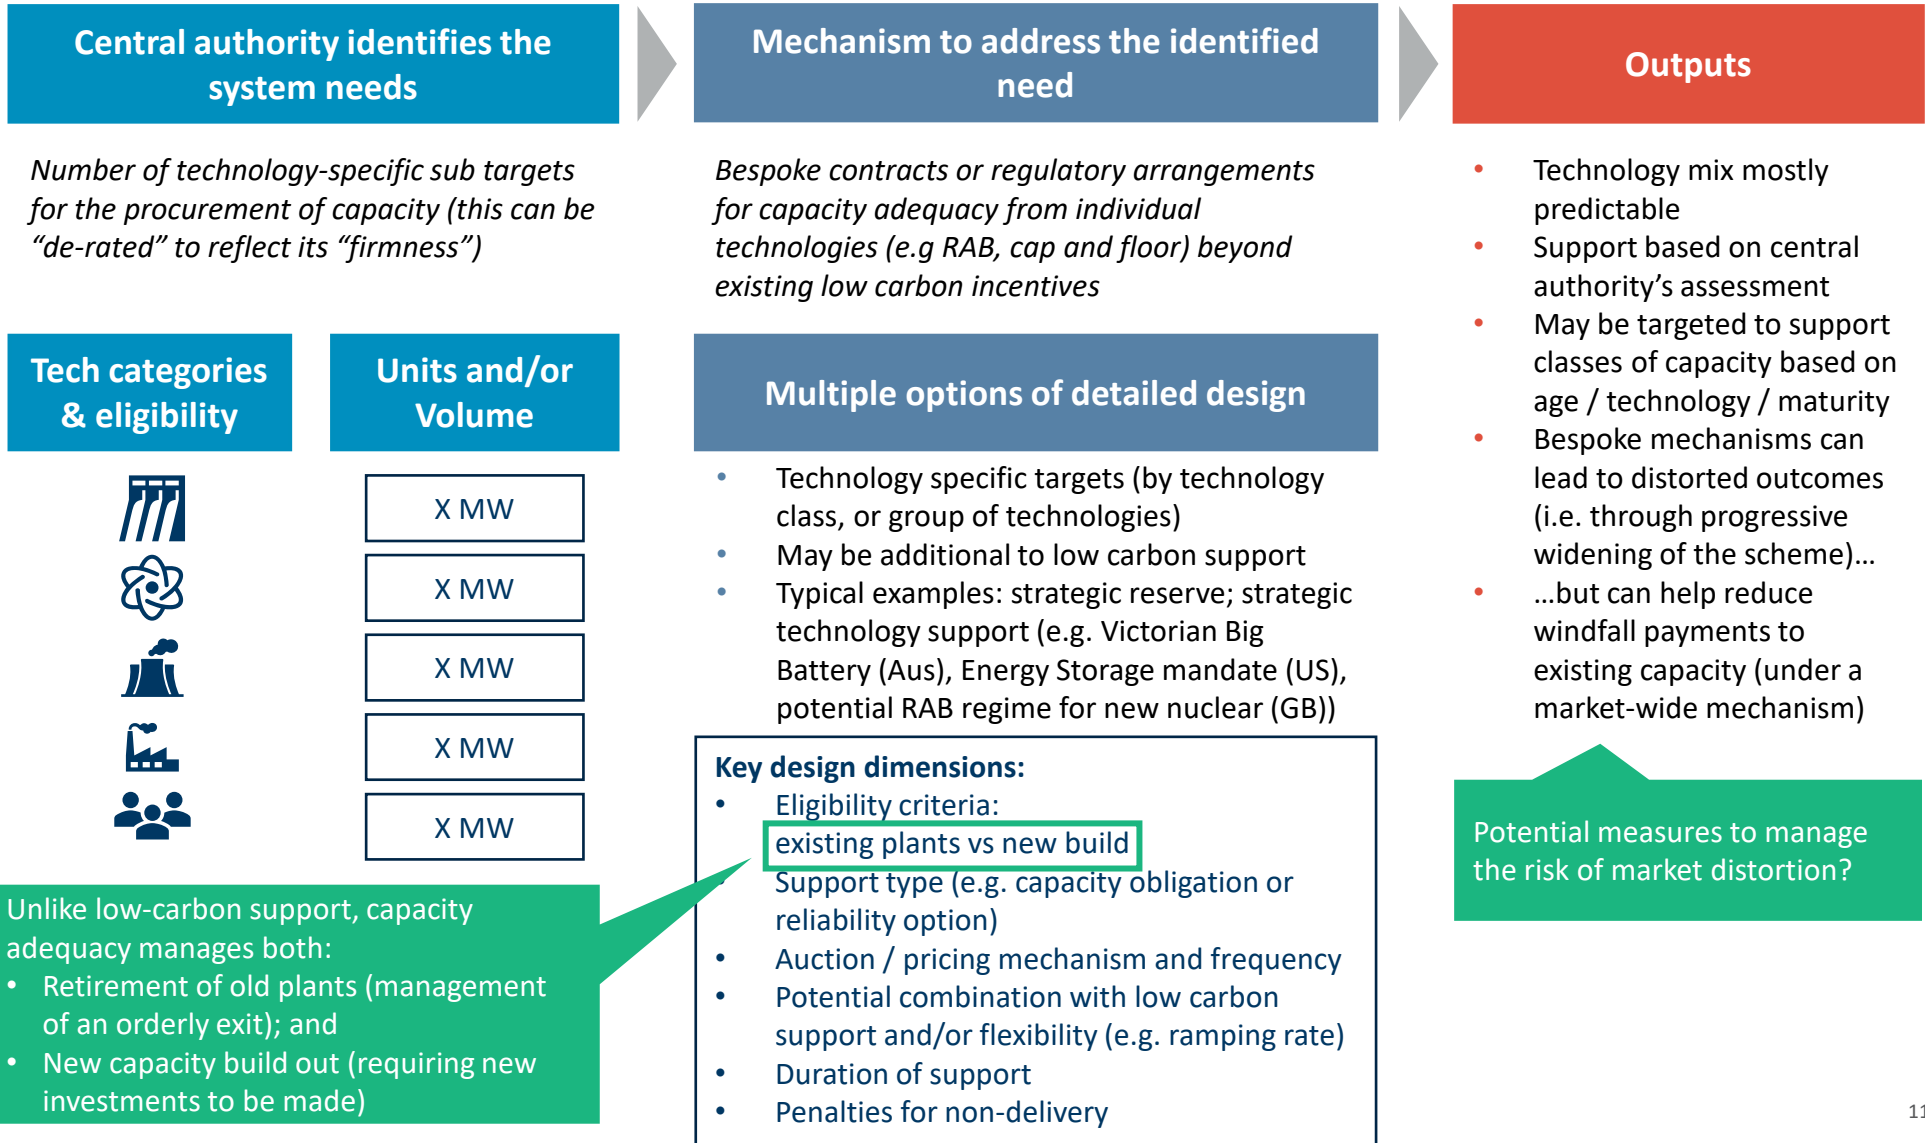 Central authority identifies the
system needs
Mechanism to address the identified
need
Outputs
Number of technology-specific sub targets
for the procurement of capacity (this can be
“de-rated” to reflect its “firmness”)
Bespoke contracts or regulatory arrangements
for capacity adequacy from individual
technologies (e.g RAB, cap and floor) beyond
existing low carbon incentives
Tech categories
& eligibility
Units and/or
Volume
X MW
X MW
X MW
X MW
X MW
Unlike low-carbon support, capacity
adequacy manages both:
• Retirement of old plants (management
of an orderly exit); and
• New capacity build out (requiring new
investments to be made)
Multiple options of detailed design
• Technology specific targets (by technology
class, or group of technologies)
• May be additional to low carbon support
• Typical examples: strategic reserve; strategic
technology support (e.g. Victorian Big
Battery (Aus), Energy Storage mandate (US),
potential RAB regime for new nuclear (GB))
Key design dimensions:
• Eligibility criteria:
existing plants vs new build
• Support type (e.g. capacity obligation or
reliability option)
• Auction / pricing mechanism and frequency
• Potential combination with low carbon
support and/or flexibility (e.g. ramping rate)
• Duration of support
• Penalties for non-delivery
• Technology mix mostly
predictable
• Support based on central
authority’s assessment
• May be targeted to support
classes of capacity based on
age / technology / maturity
• Bespoke mechanisms can
lead to distorted outcomes
(i.e. through progressive
widening of the scheme)…
• …but can help reduce
windfall payments to
existing capacity (under a
market-wide mechanism)
Potential measures to manage
the risk of market distortion?
11